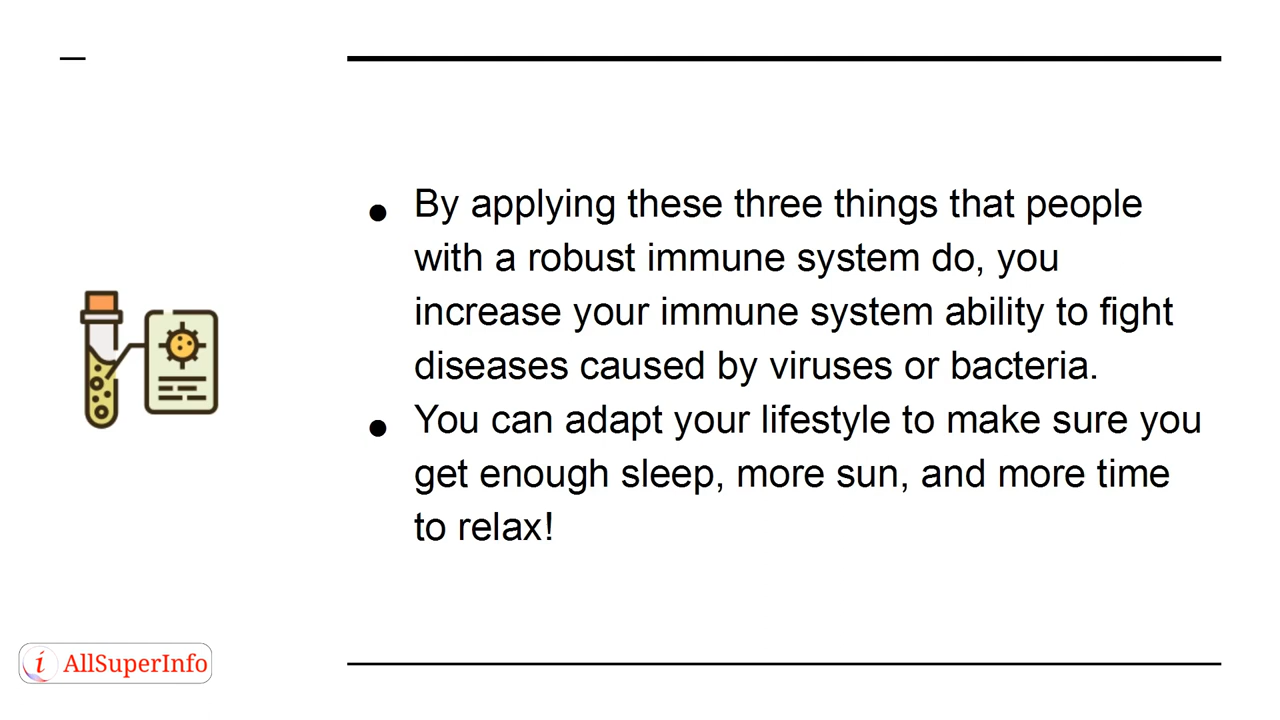 ● By applying these three things that people
with a robust immune system do, you
increase your immune system ability to fight
diseases caused by viruses or bacteria.
● You can adapt your lifestyle to make sure you
get enough sleep, more sun, and more time
to relax!
i AllSuperInfo